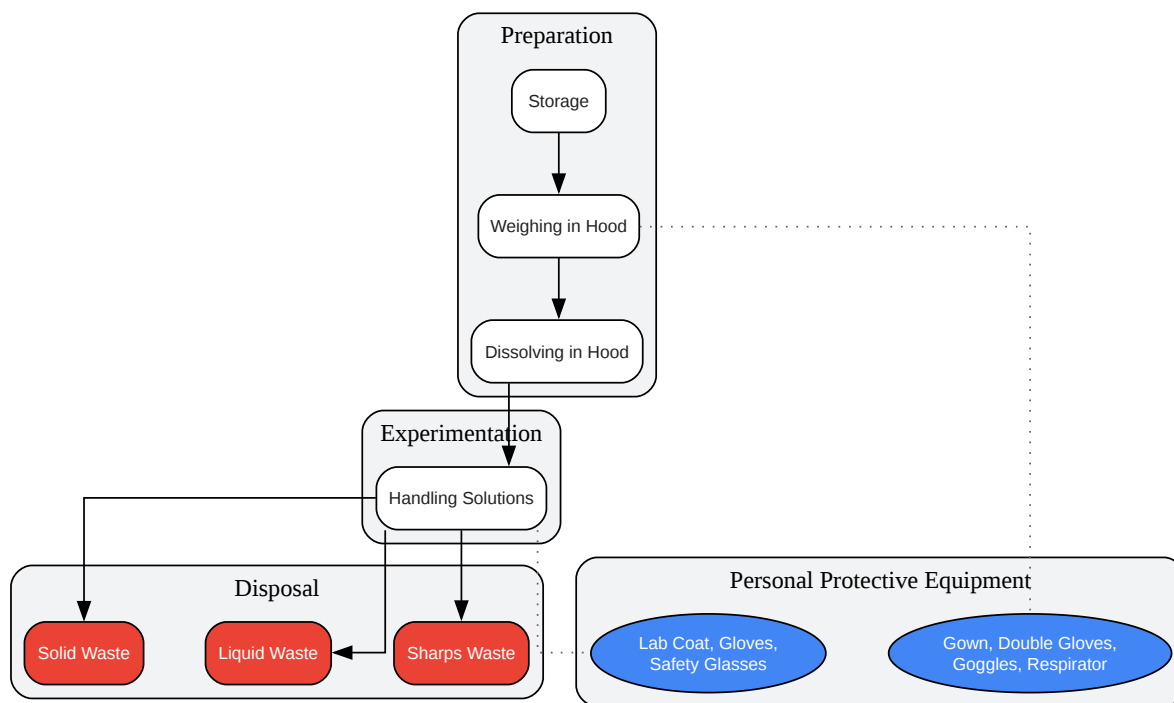 Preparation
Storage
Weighing in Hood
Dissolving in Hood
Experimentation
Handling Solutions
Disposal
Solid Waste
Liquid Waste
Sharps Waste
Personal Protective Equipment
Lab Coat, Gloves,
Safety Glasses
Gown, Double Gloves,
Goggles, Respirator